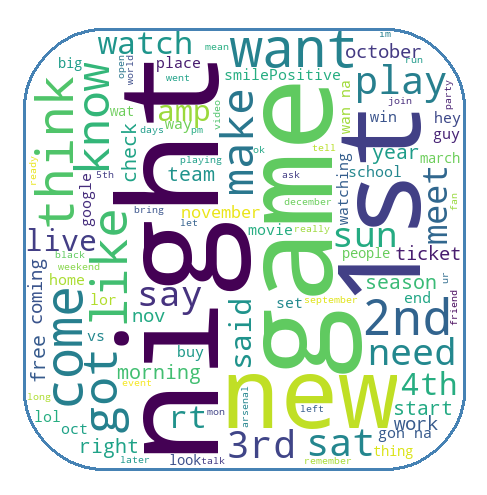 im
mean
run
watch
want
october
big
open
world
place
went
smilePositive
play
think
know
night
amp
make
game
1st
join
party
wan na
win
hey
guy
wat
way
video
pm
days
check
playing
ok
tell
ready
5th
google
team
ask
watching
year
school
march
meet
fan
like
bring
november
let
december
movie
really
sun
people
ticket
live
say
black
weekend
home
season
ur
friend
free coming
come
lor
nov
said
set
september
end
2nd
vs
got
buy
morning
need
long
event
new
4th
lol
rt
mon
arsenal
left
start
oct
work
right
3rd
sat
gon na
later
look
talk
remember
thing